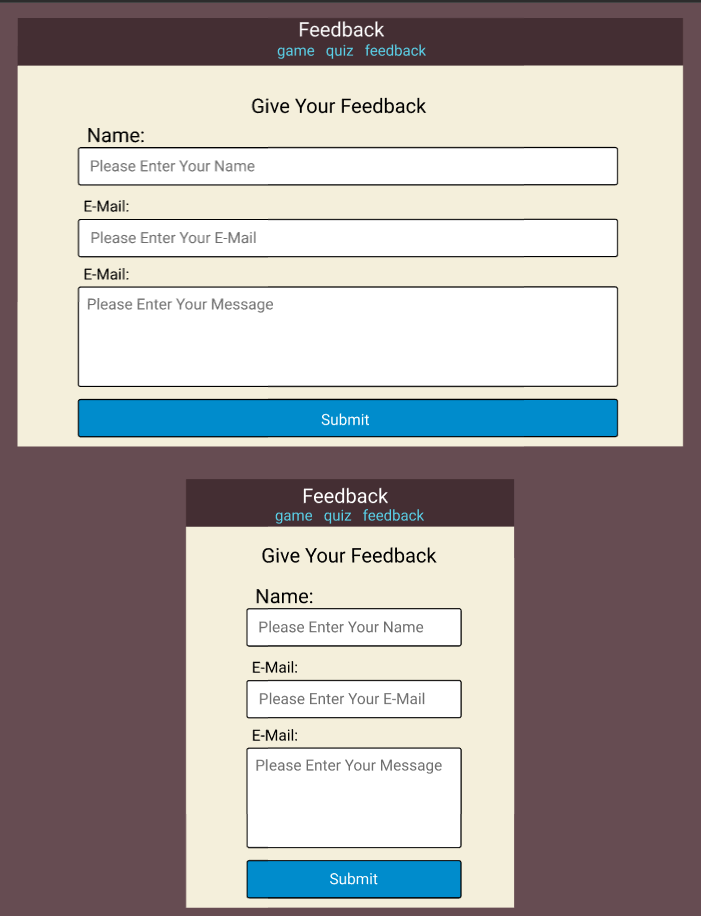 Feedback
game quiz feedback
Give Your Feedback
Name:
Please Enter Your Name
E-Mail:
Please Enter Your E-Mail
E-Mail:
Please Enter Your Message
Submit
Feedback
game quiz feedback
Give Your Feedback
Name:
Please Enter Your Name
E-Mail:
Please Enter Your E-Mail
E-Mail:
Please Enter Your Message
Submit